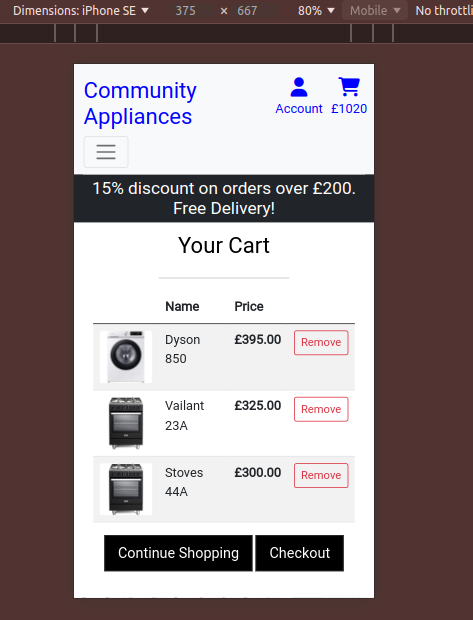 Dimensions: iPhone SE 375 × 667 80% Mobile No throttli
Community
Appliances
Account £1020
15% discount on orders over £200.
Free Delivery!
Your Cart
Name Price
Dyson £395.00 Remove
850
Vailant £325.00 Remove
23A
Stoves £300.00 Remove
44A
Continue Shopping Checkout